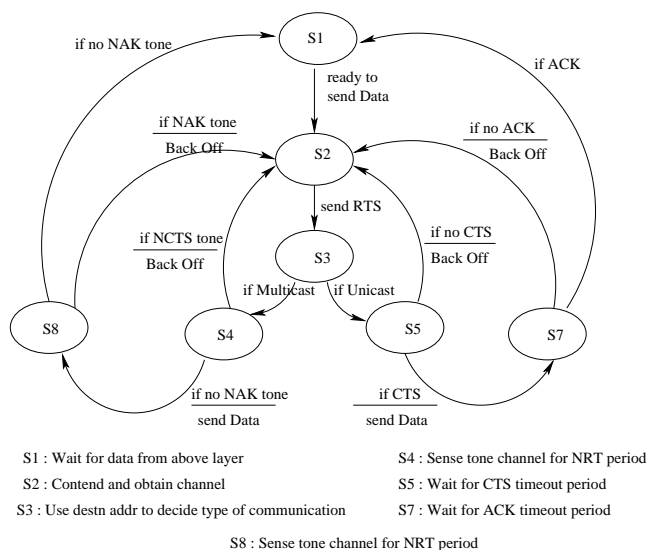 S1
if no NAK tone
if ACK
ready to
send Data
if NAK tone
Back Off
if no ACK
Back Off
S2
send RTS
if NCTS tone
Back Off
if no CTS
Back Off
S3
if Multicast
if Unicast
S8
S4
S5
S7
if no NAK tone
send Data
if CTS
send Data
S1 : Wait for data from above layer
S4 : Sense tone channel for NRT period
S2 : Contend and obtain channel
S5 : Wait for CTS timeout period
S3 : Use destn addr to decide type of communication
S7 : Wait for ACK timeout period
S8 : Sense tone channel for NRT period